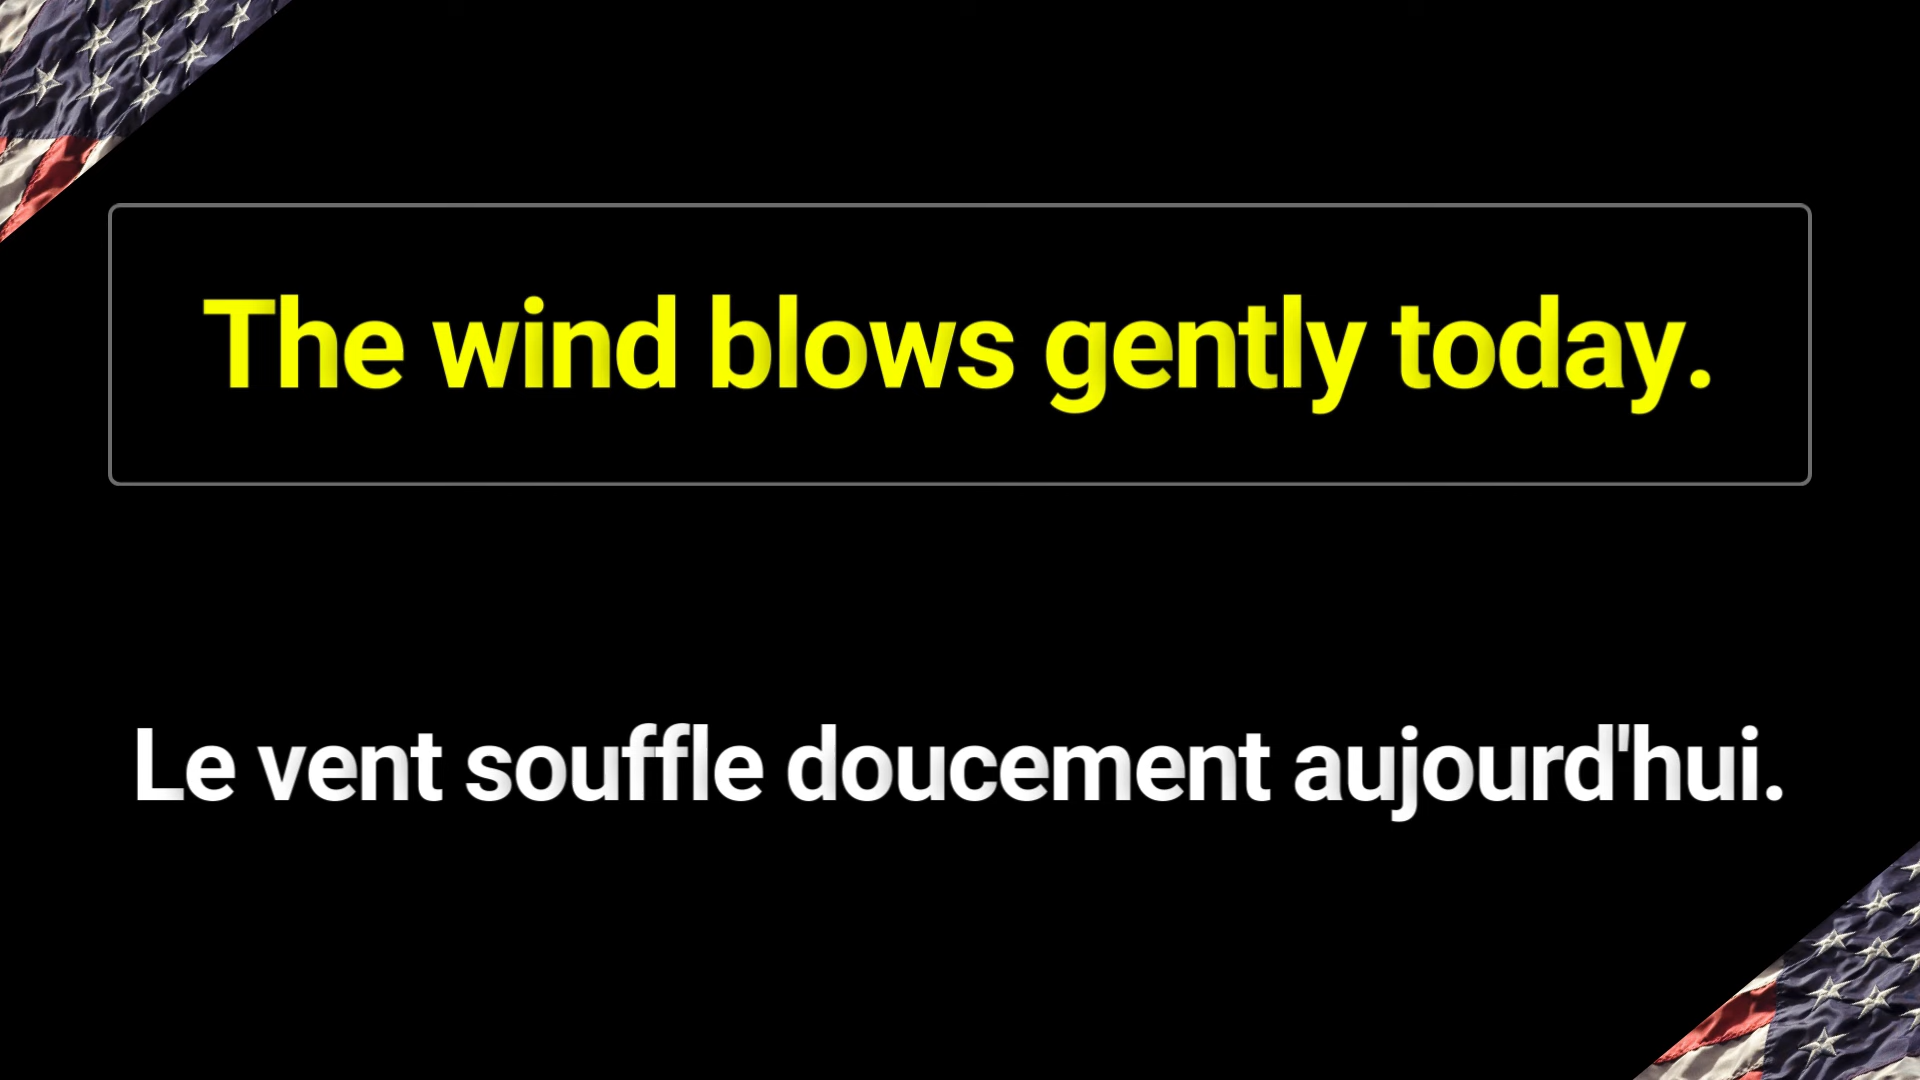 The wind blows gently today.
Le vent souffle doucement aujourd'hui.